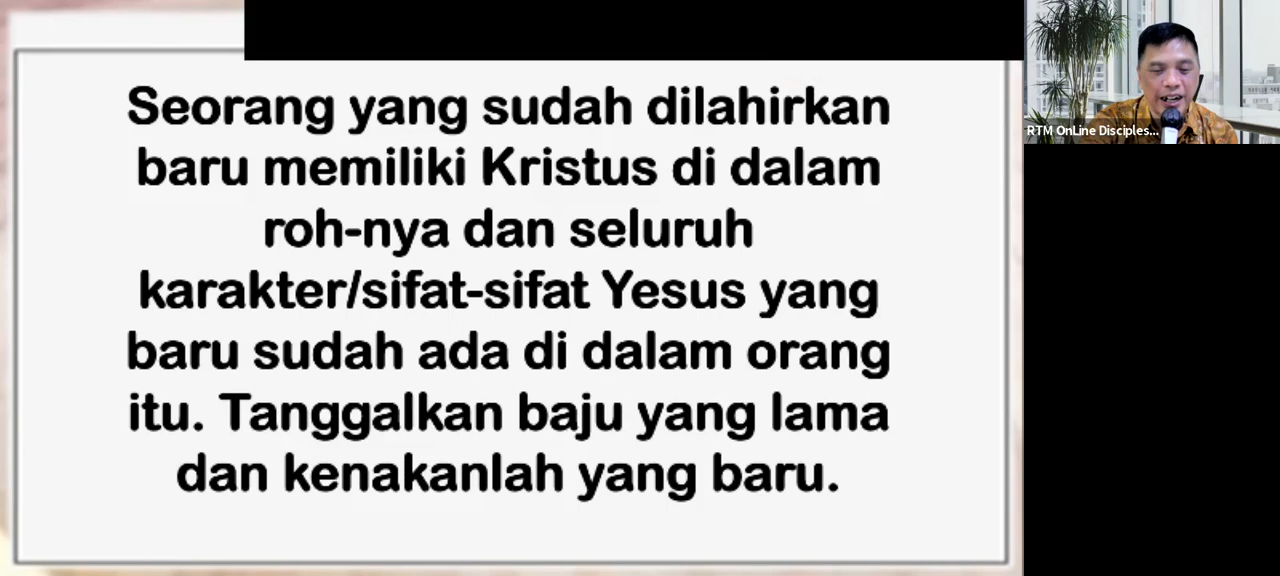 Seorang yang sudah dilahirkan
baru memiliki Kristus di dalam
roh-nya dan seluruh
karakter/sifat-sifat Yesus yang
baru sudah ada di dalam orang
itu. Tanggalkan baju yang lama
dan kenakanlah yang baru.
RTM OnLine Disciples...